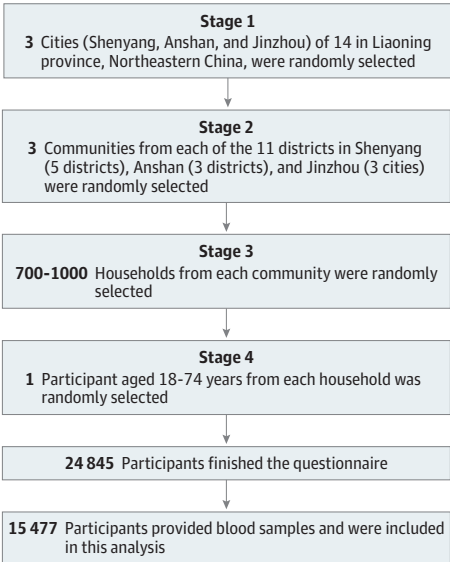 Stage 1
3 Cities (Shenyang, Anshan, and Jinzhou) of 14 in Liaoning
province, Northeastern China, were randomly selected
Stage 2
3 Communities from each of the 11 districts in Shenyang
(5 districts), Anshan (3 districts), and Jinzhou (3 cities)
were randomly selected
Stage 3
700-1000 Households from each community were randomly
selected
Stage 4
1 Participant aged 18-74 years from each household was
randomly selected
24 845 Participants finished the questionnaire
15 477 Participants provided blood samples and were included
in this analysis